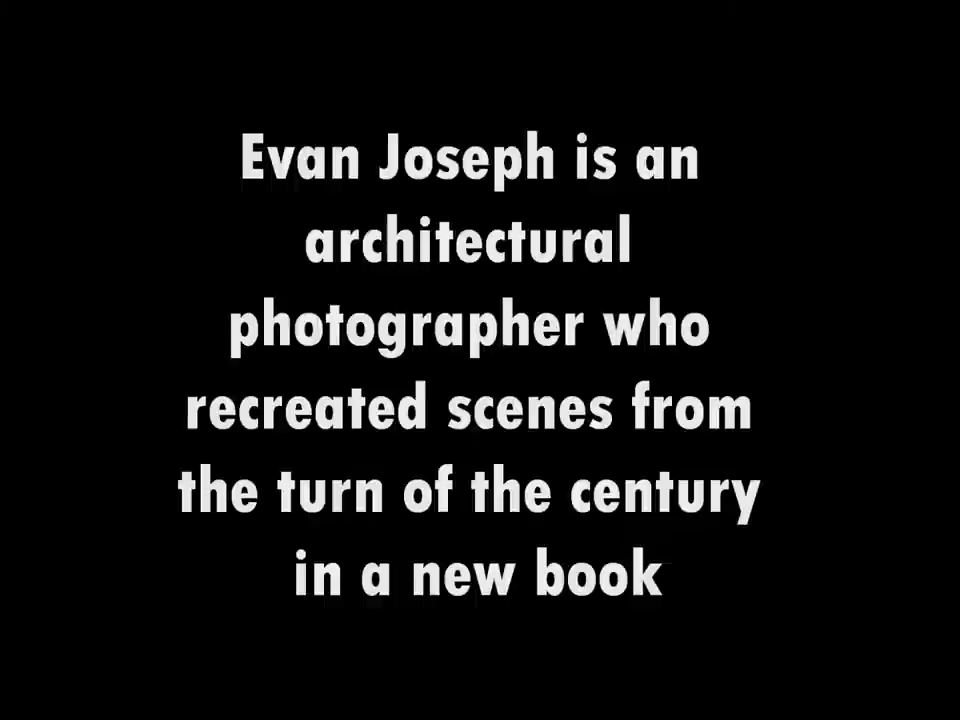 Evan Joseph is an
architectural
photographer who
recreated scenes from
the turn of the century
in a new book